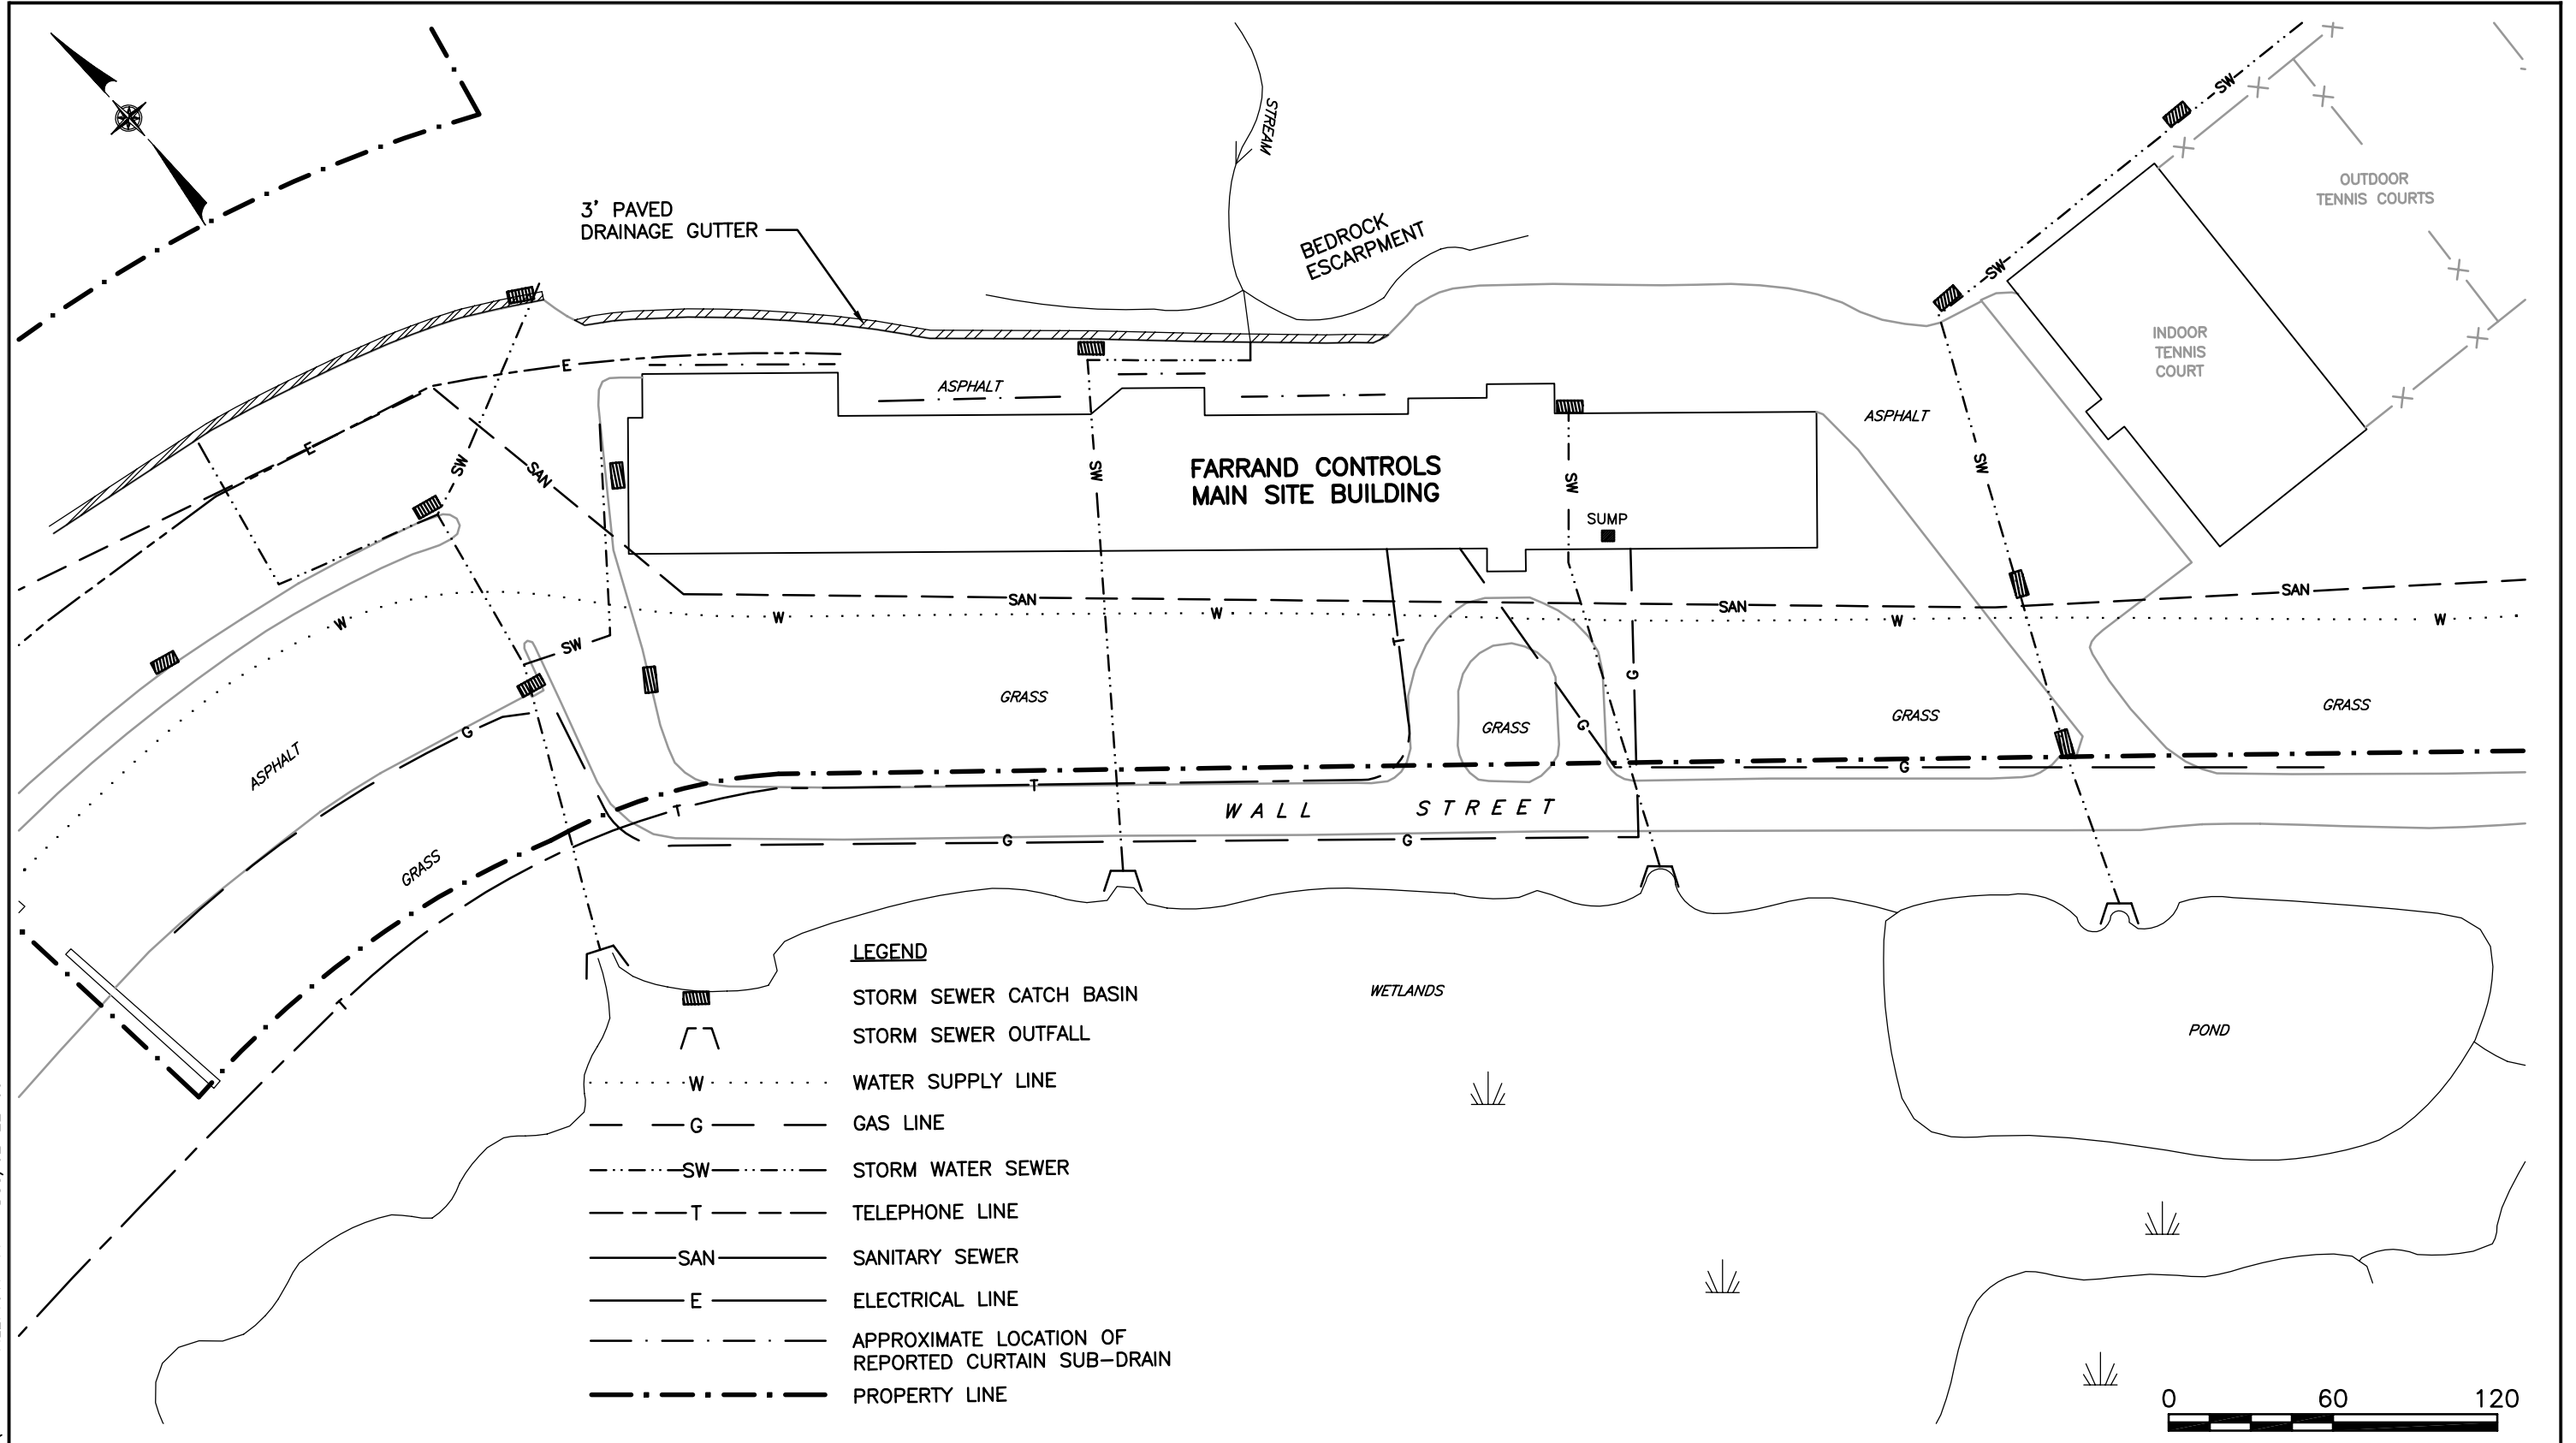 STREAM
SW
OUTDOOR
TENNIS COURTS
3' PAVED
DRAINAGE GUTTER
BEDROCK
ESCARPMENT
SW
INDOOR
TENNIS
COURT
E
ASPHALT
ASPHALT
E
SW
SAN
SW
FARRAND CONTROLS
MAIN SITE BUILDING
SW
SW
SUMP
SAN
SAN
SAN
W
W
W
W
W
SW
T
G
GRASS
GRASS
G
GRASS
GRASS
G
ASPHALT
G
T
T
WALL STREET
G
G
GRASS
T
WETLANDS
POND
LEGEND
STORM SEWER CATCH BASIN
STORM SEWER OUTFALL
W WATER SUPPLY LINE
G GAS LINE
SW STORM WATER SEWER
T TELEPHONE LINE
SAN SANITARY SEWER
E ELECTRICAL LINE
APPROXIMATE LOCATION OF
REPORTED CURTAIN SUB-DRAIN
PROPERTY LINE
0 60 120